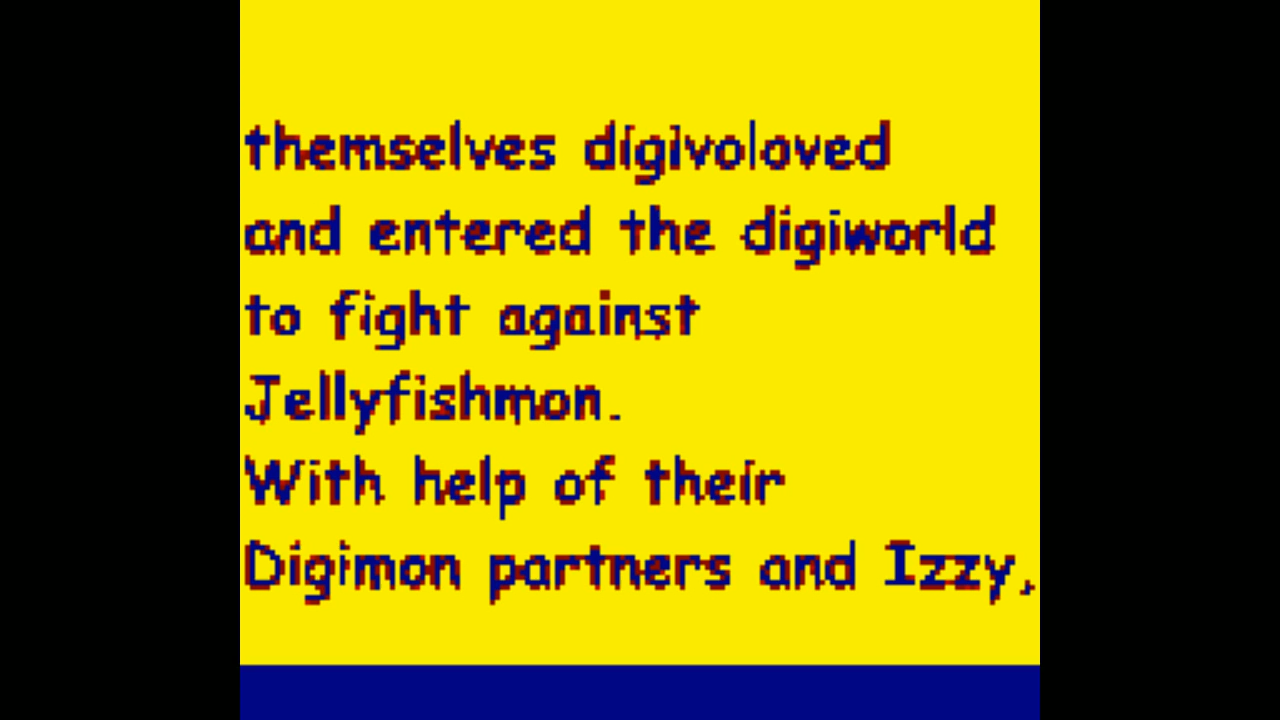 themselves digivoloved
and entered the digiworld
to fight against
Jellyfishmon.
With help of their
Digimon partners and Izzy,